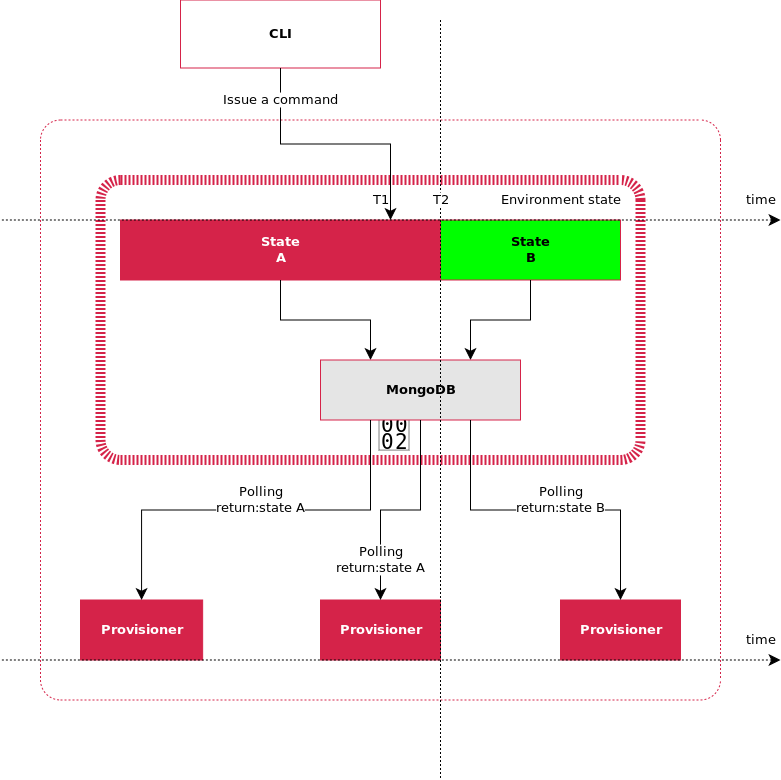 CLI
Issue a command
T1
T2
Environment state
time
State
A
State
B
MongoDB
00
02
Polling
return:state A
Polling
return:state B
Polling
return:state A
Provisioner
Provisioner
Provisioner
time